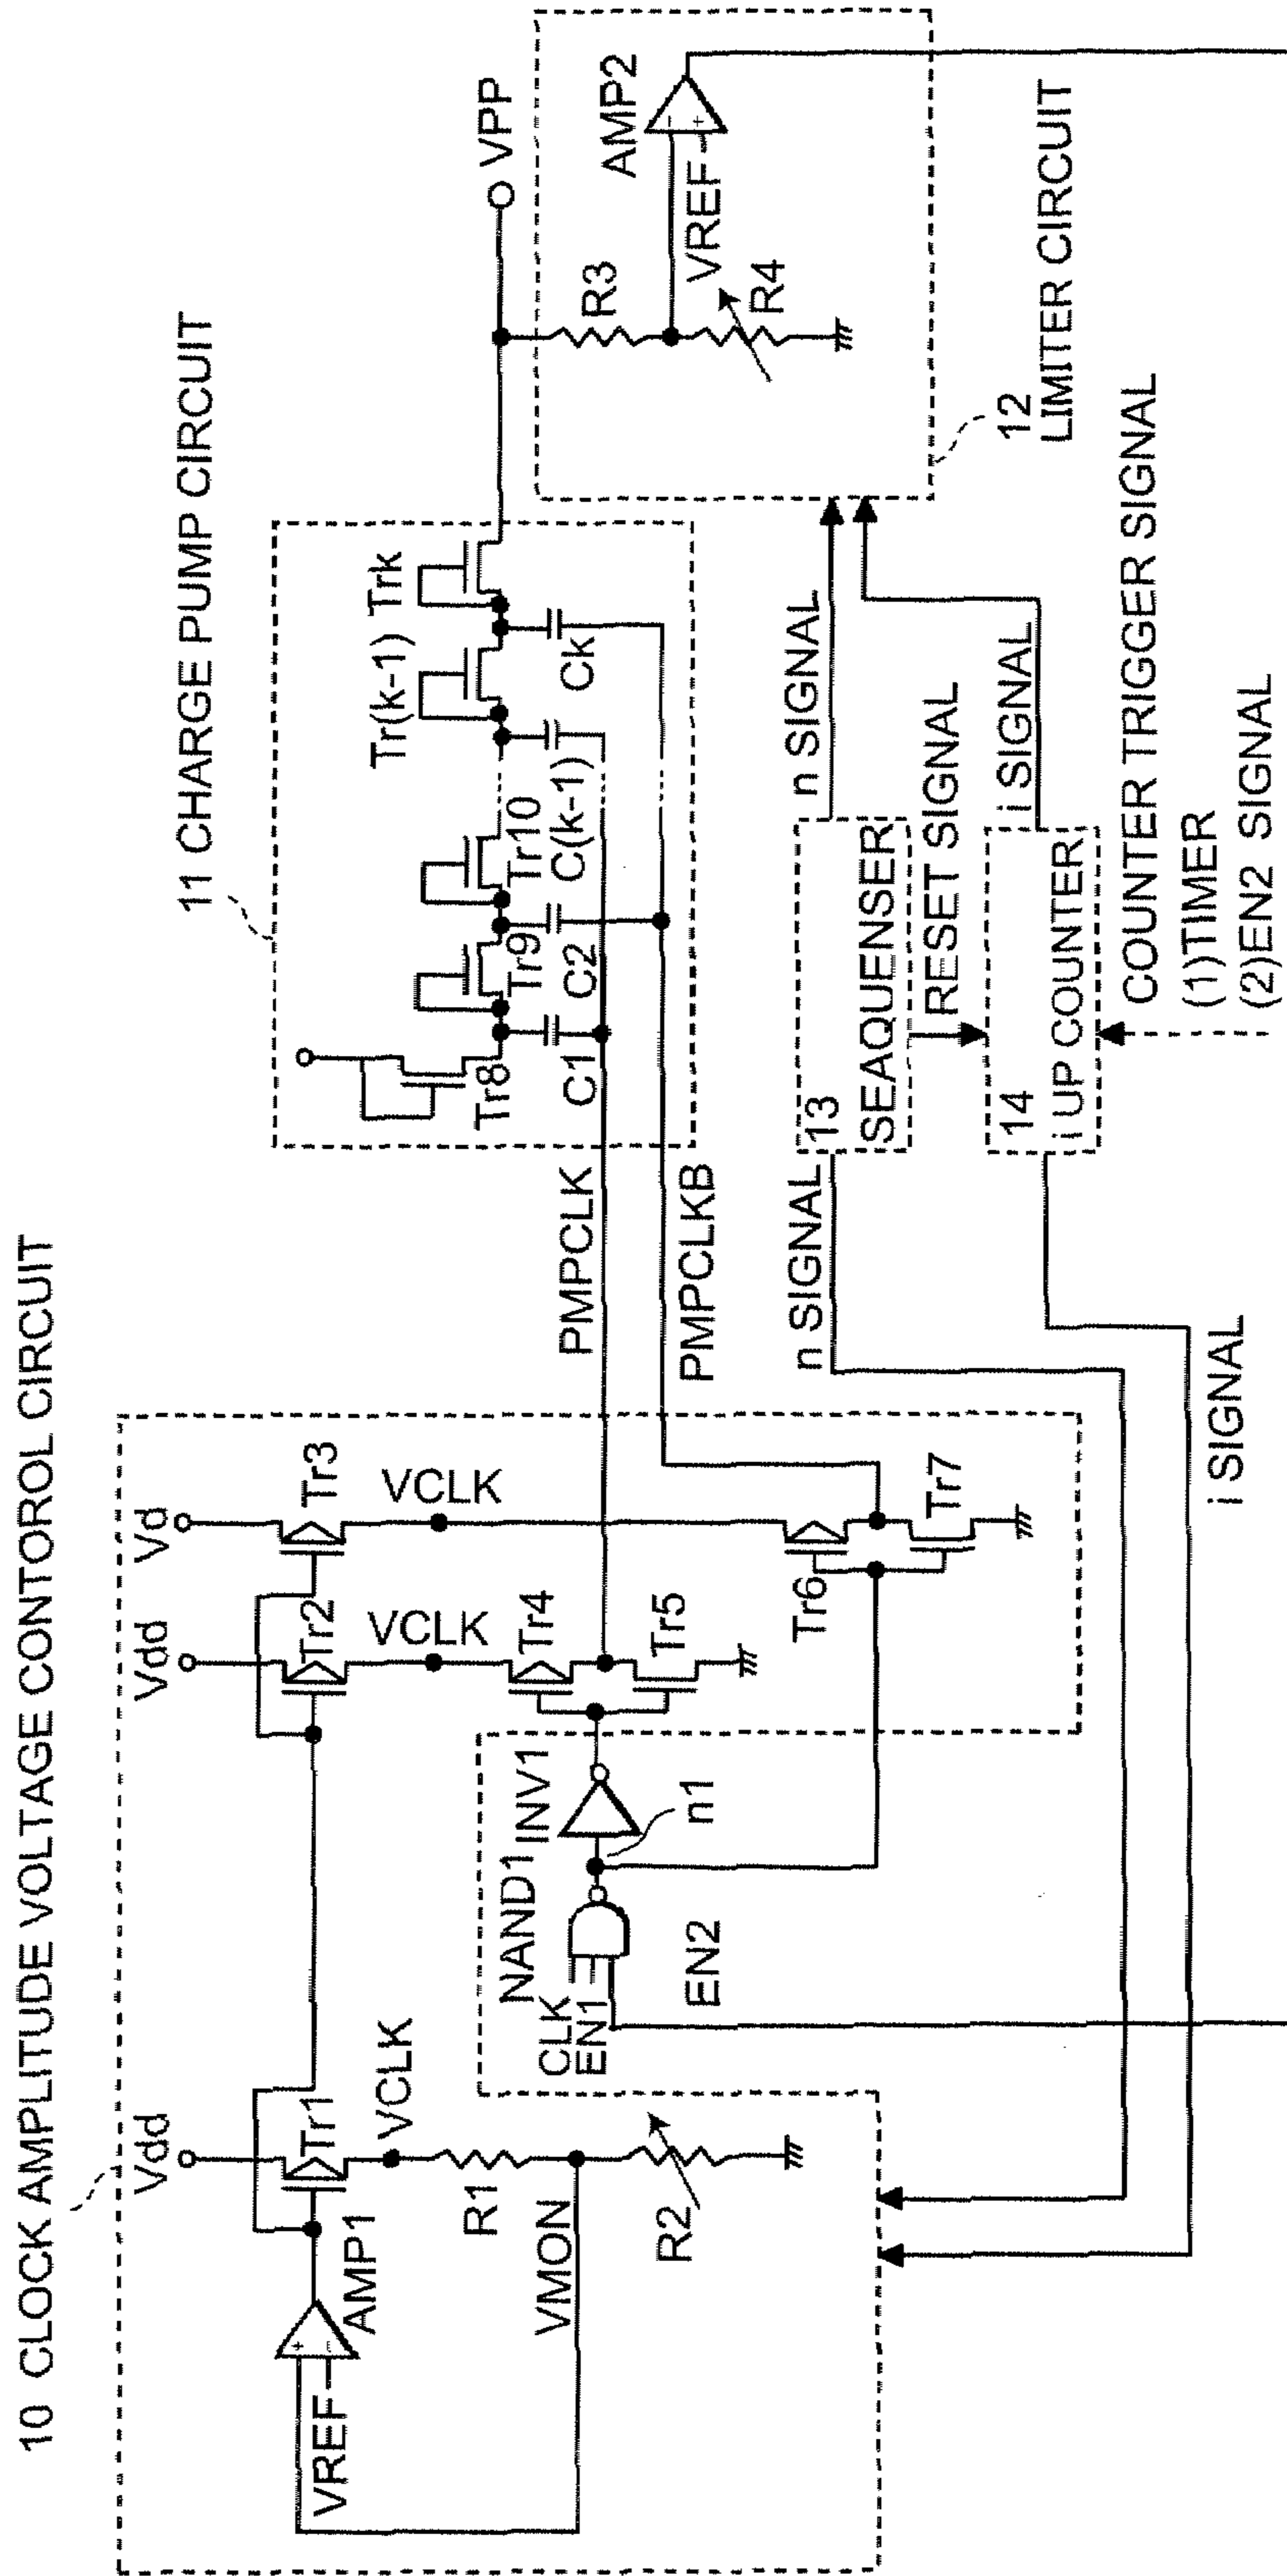 10 CLOCK AMPLITUDE VOLTAGE CONTOROL CIRCUIT
Vdd
Vdd
Vd
Tr1
Tr2
Tr3
AMP1
+
-
VREF
VCLK
VCLK
VCLK
R1
VMON
R2
NAND1
INV1
CLK
EN1
EN2
n1
Tr4
Tr5
Tr6
Tr7
PMPCLK
PMPCLKB
11 CHARGE PUMP CIRCUIT
Tr8
Tr9
Tr10
Tr(k-1)
Trk
C1
C2
C(k-1)
Ck
VPP
R3
R4
VREF
AMP2
-
+
12
LIMITER CIRCUIT
n SIGNAL
13
SEAQUENSER
n SIGNAL
RESET SIGNAL
14
i UP COUNTER
i SIGNAL
i SIGNAL
COUNTER TRIGGER SIGNAL
(1)TIMER
(2)EN2 SIGNAL